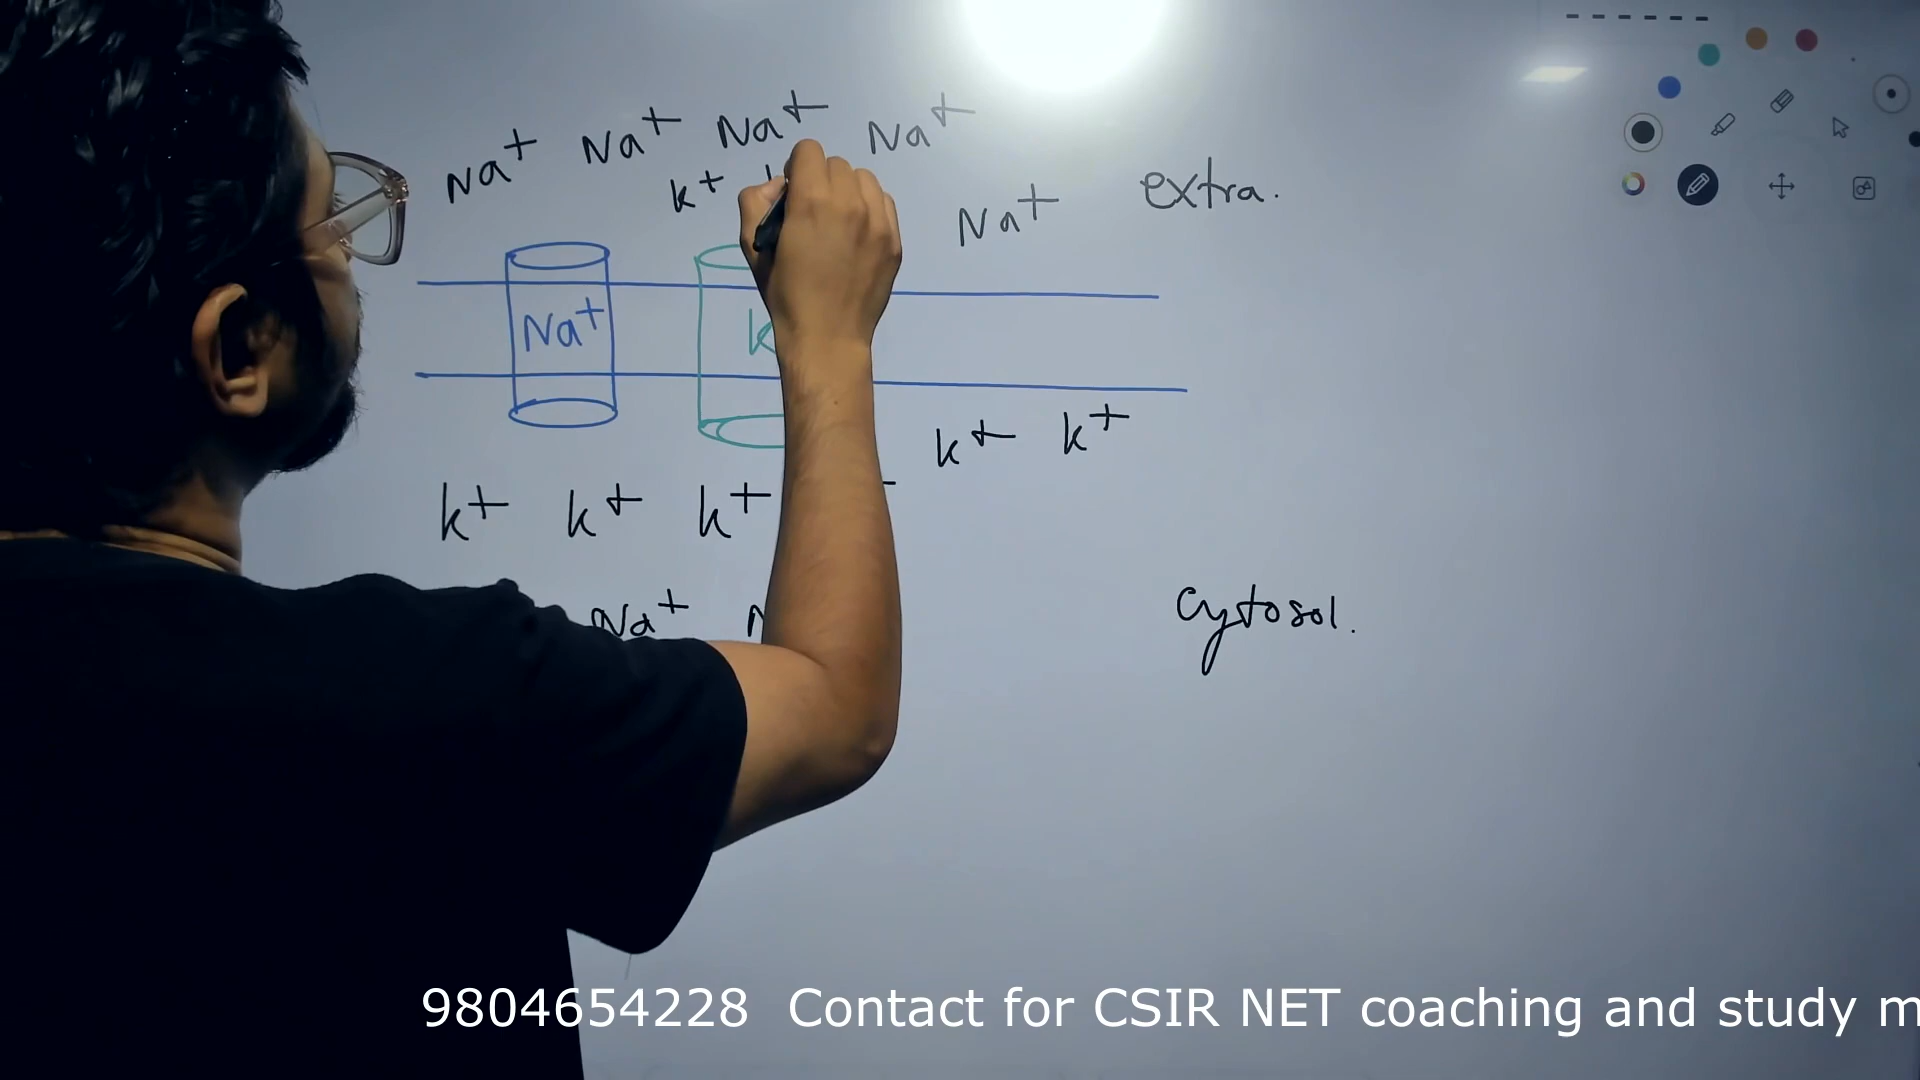 Na+ Na+ Na+ Na+
K+
Na+ extra.
Na+
K+ K+
K+ K+ K+
Na+
Cytosol.
9804654228 Contact for CSIR NET coaching and study